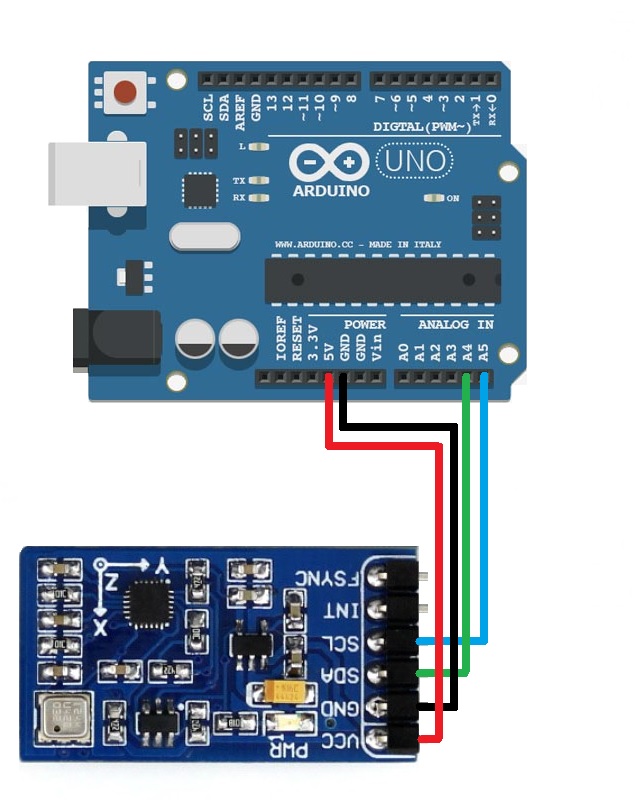 SCL SDA AREF GND 13 12 ~11 ~10 ~9 8 7 ~6 ~5 4 ~3 2 TX→1 RX←0
DIGTAL(PWM~)
L
UNO
TX
RX
ARDUINO
ON
WWW.ARDUINO.CC - MADE IN ITALY
POWER ANALOG IN
IOREF RESET 3.3V 5V GND GND Vin A0 A1 A2 A3 A4 A5
FSYNC
INT
SCL
SDA
GND
VCC
Y
Z
X
PWR